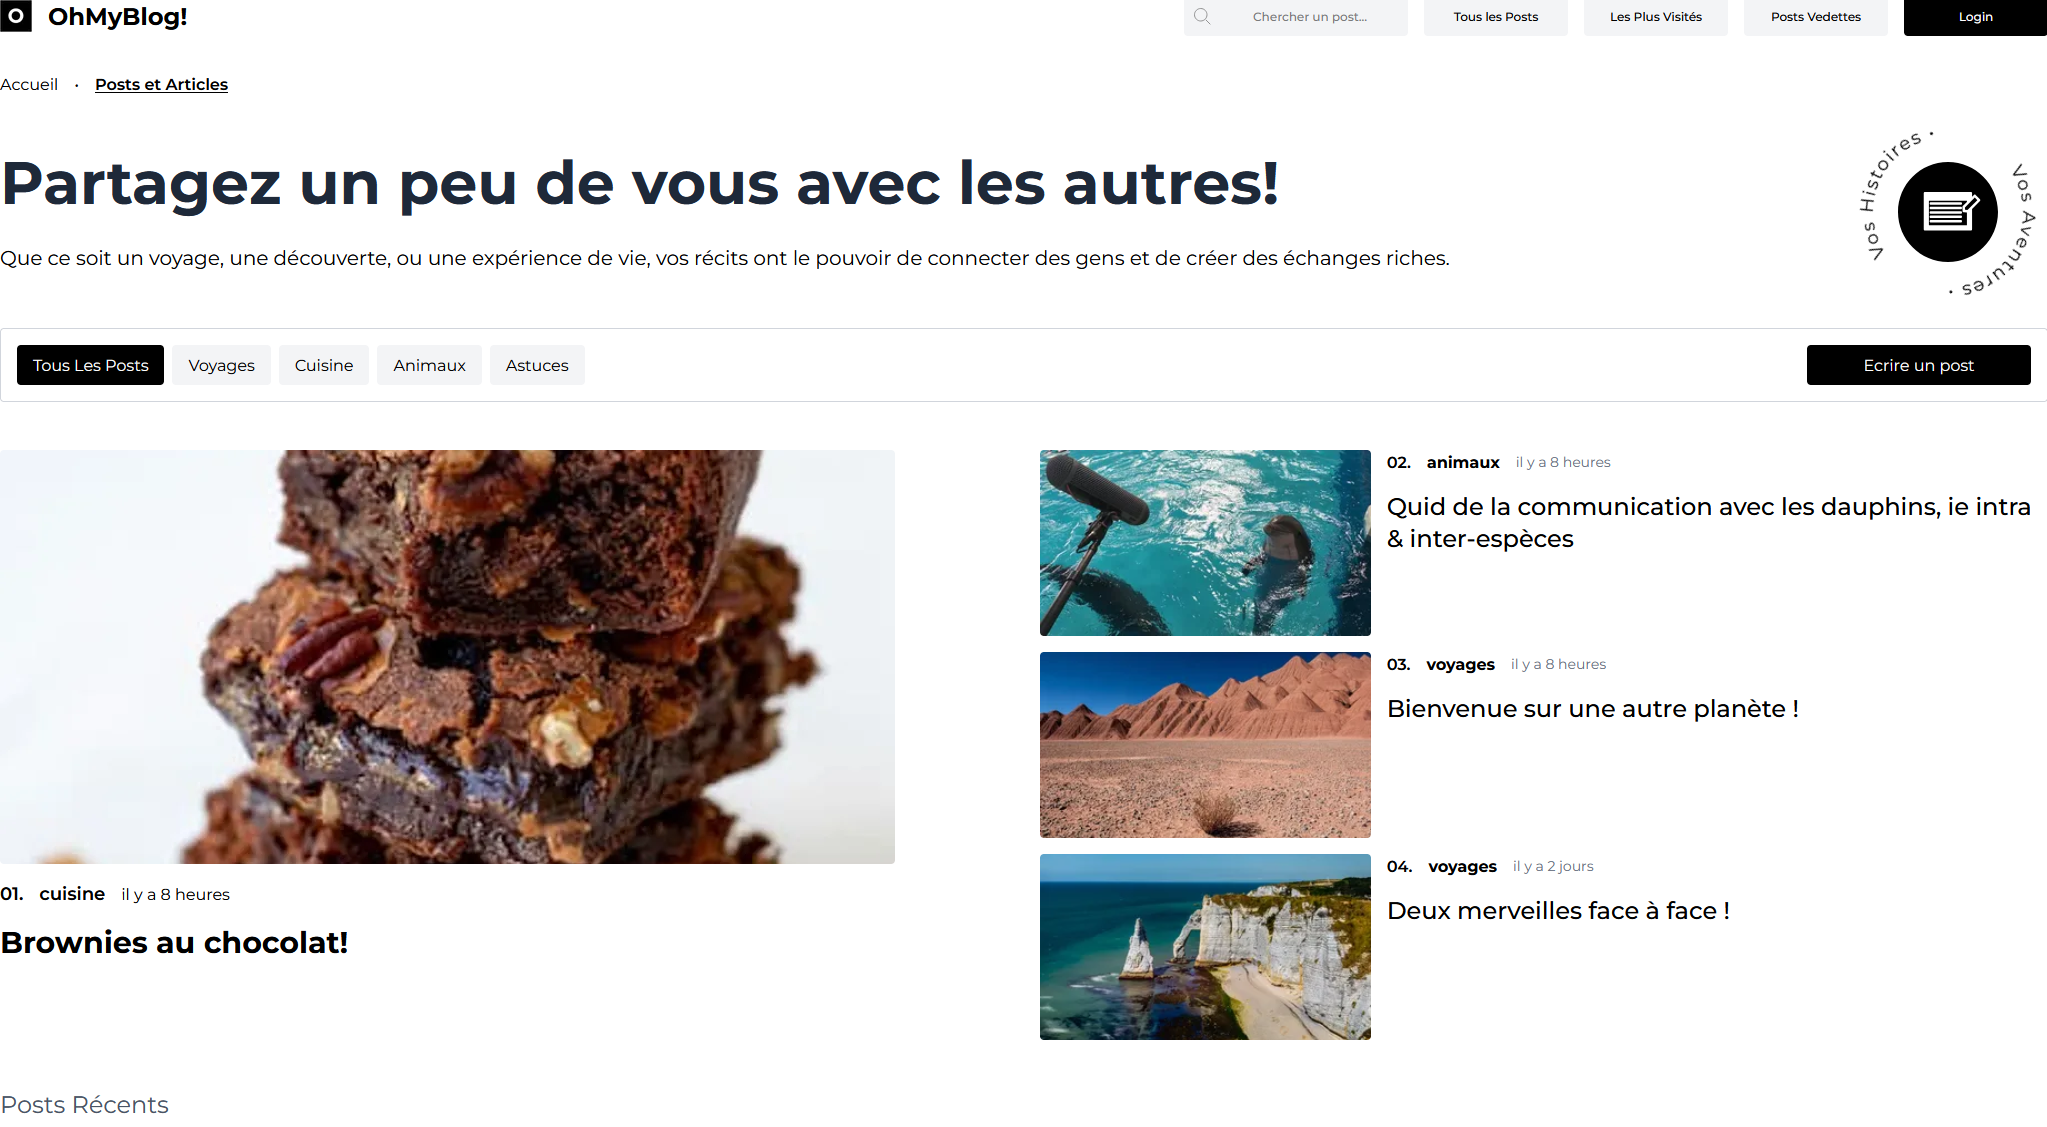 OhMyBlog!
Chercher un post...
Tous les Posts
Les Plus Visités
Posts Vedettes
Login
Accueil • Posts et Articles
Partagez un peu de vous avec les autres!
Que ce soit un voyage, une découverte, ou une expérience de vie, vos récits ont le pouvoir de connecter des gens et de créer des échanges riches.
Vos Histoires •
Vos Aventures •
Tous Les Posts
Voyages
Cuisine
Animaux
Astuces
Ecrire un post
01. cuisine il y a 8 heures
Brownies au chocolat!
02. animaux il y a 8 heures
Quid de la communication avec les dauphins, ie intra
& inter-espèces
03. voyages il y a 8 heures
Bienvenue sur une autre planète !
04. voyages il y a 2 jours
Deux merveilles face à face !
Posts Récents